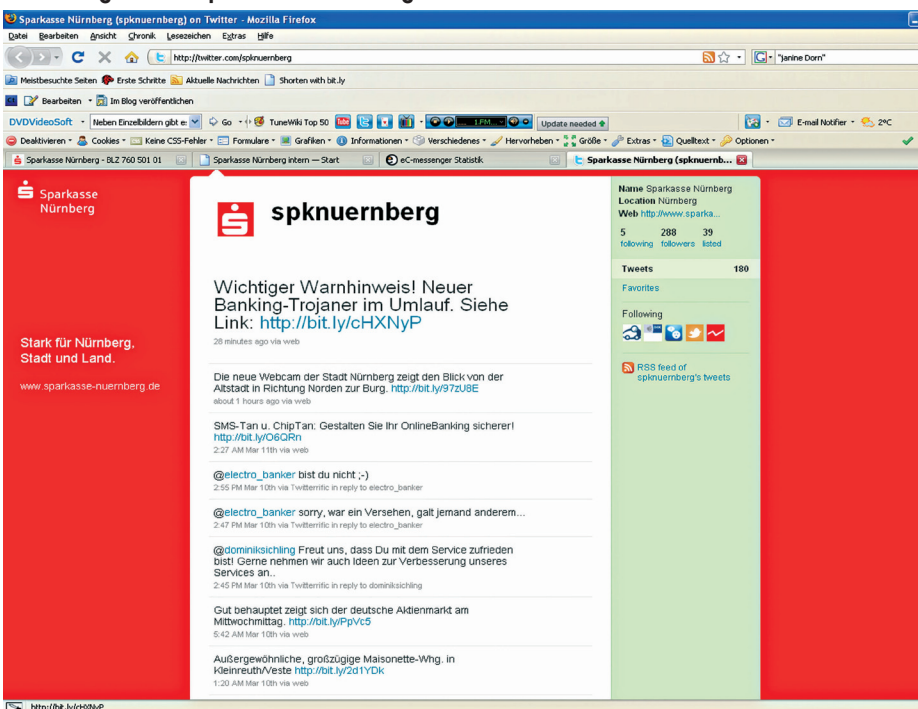 Sparkasse Nürnberg (spknuernberg) on Twitter - Mozilla Firefox
Datei Bearbeiten Ansicht Chronik Lesezeichen Extras Hilfe
http://twitter.com/spknuernberg "Janine Dorn"
Meistbesuchte Seiten Erste Schritte Aktuelle Nachrichten Shorten with bit.ly
Bearbeiten Im Blog veröffentlichen
DVDVideoSoft Neben Einzelbildern gibt e: Go TuneWiki Top 50 Update needed E-mail Notifier 2°C
Deaktivieren Cookies Keine CSS-Fehler Formulare Grafiken Informationen Verschiedenes Hervorheben Größe Extras Quelltext Optionen
Sparkasse Nürnberg - BLZ 760 501 01 Sparkasse Nürnberg intern — Start eC-messenger Statistik Sparkasse Nürnberg (spknuernb...
Sparkasse
Nürnberg
Stark für Nürnberg,
Stadt und Land.
www.sparkasse-nuernberg.de
spknuernberg
Wichtiger Warnhinweis! Neuer
Banking-Trojaner im Umlauf. Siehe
Link: http://bit.ly/cHXNyP
28 minutes ago via web
Die neue Webcam der Stadt Nürnberg zeigt den Blick von der
Altstadt in Richtung Norden zur Burg. http://bit.ly/97zU8E
about 1 hours ago via web
SMS-Tan u. ChipTan: Gestalten Sie Ihr OnlineBanking sicherer!
http://bit.ly/O6QRn
2:27 AM Mar 11th via web
@electro_banker bist du nicht ;-)
2:55 PM Mar 10th via Twitterrific in reply to electro_banker
@electro_banker sorry, war ein Versehen, galt jemand anderem...
2:47 PM Mar 10th via Twitterrific in reply to electro_banker
@dominiksichling Freut uns, dass Du mit dem Service zufrieden
bist! Gerne nehmen wir auch Ideen zur Verbesserung unseres
Services an..
2:45 PM Mar 10th via Twitterrific in reply to dominiksichling
Gut behauptet zeigt sich der deutsche Aktienmarkt am
Mittwochmittag. http://bit.ly/PpVc5
5:42 AM Mar 10th via web
Außergewöhnliche, großzügige Maisonette-Whg. in
Kleinreuth/Veste http://bit.ly/2d1YDk
1:20 AM Mar 10th via web
Name Sparkasse Nürnberg
Location Nürnberg
Web http://www.sparka...
5 288 39
following followers listed
Tweets 180
Favorites
Following
RSS feed of
spknuernberg's tweets
http://bit.ly/cHXNyP